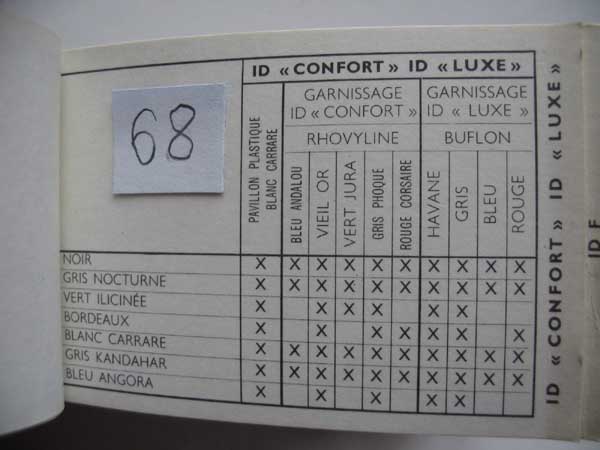 68
ID « CONFORT » ID « LUXE »
GARNISSAGE
ID « CONFORT »
GARNISSAGE
ID « LUXE »
RHOVYLINE
BUFLON
PAVILLON PLASTIQUE
BLANC CARRARE
BLEU ANDALOU
VIEIL OR
VERT JURA
GRIS PHOQUE
ROUGE CORSAIRE
HAVANE
GRIS
BLEU
ROUGE
NOIR X X X X X X X X X X
GRIS NOCTURNE X X X X X X X X X X
VERT ILICINÉE X X X X X X
BORDEAUX X X X X X X X
BLANC CARRARE X X X X X X X X X X
GRIS KANDAHAR X X X X X X X X X X
BLEU ANGORA X X X X X
ID « CONFORT » ID « LUXE »